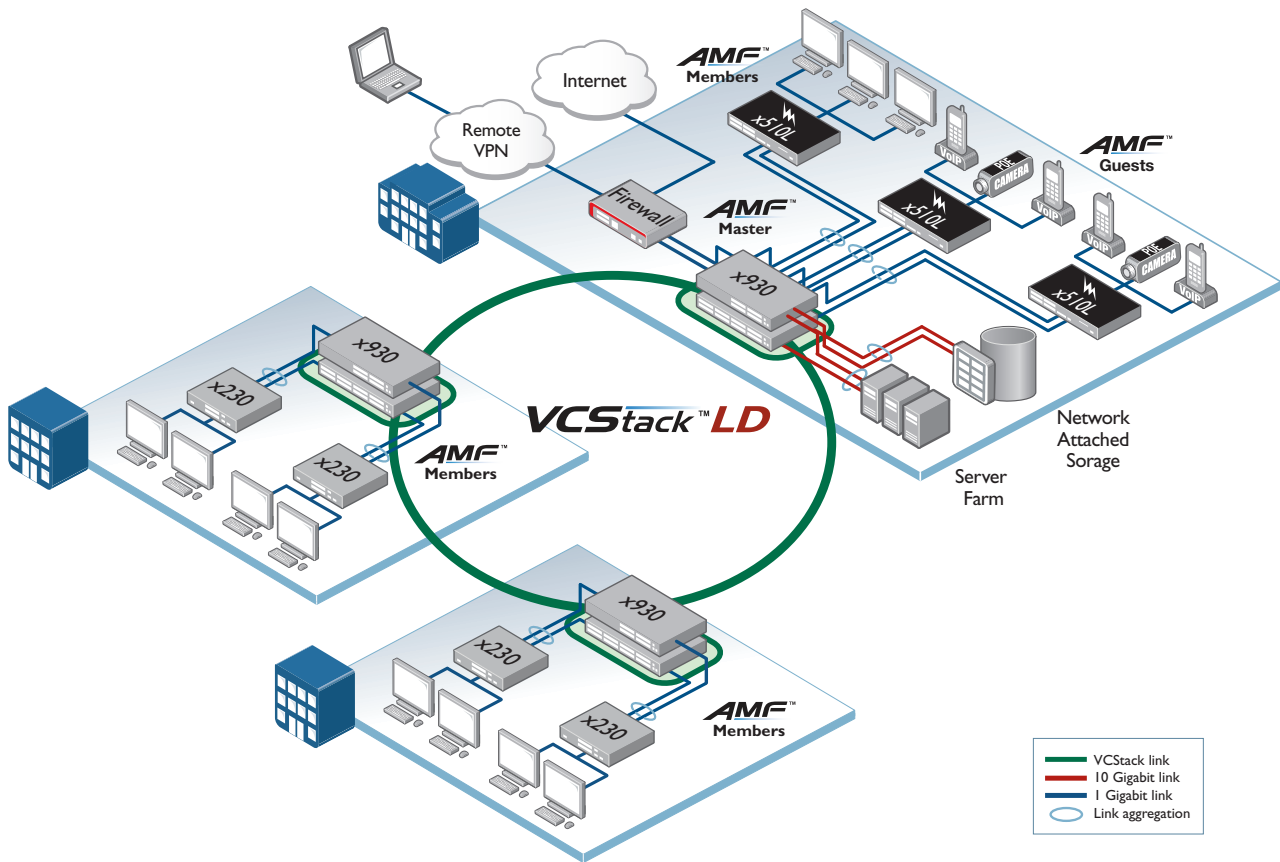 AMF™
Members
Internet
Remote
VPN
x510L
VoIP
POE
CAMERA
VoIP
AMF™
Guests
Firewall
AMF™
Master
x510L
VoIP
POE
CAMERA
VoIP
x930
x510L
x930
x230
VCStack™ LD
Network
Attached
Sorage
Server
Farm
AMF™
Members
x230
x930
x230
AMF™
Members
x230
VCStack link
10 Gigabit link
1 Gigabit link
Link aggregation